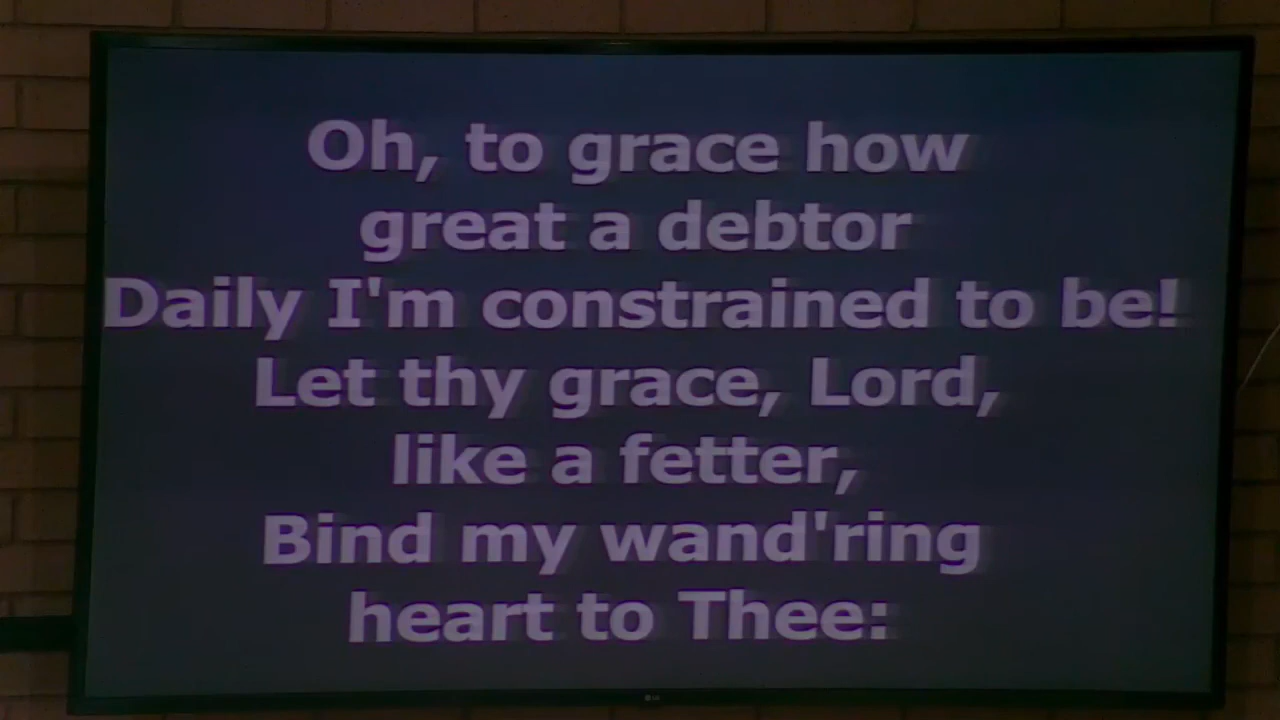 Oh, to grace how
great a debtor
Daily I'm constrained to be!
Let thy grace, Lord,
like a fetter,
Bind my wand'ring
heart to Thee:
LG